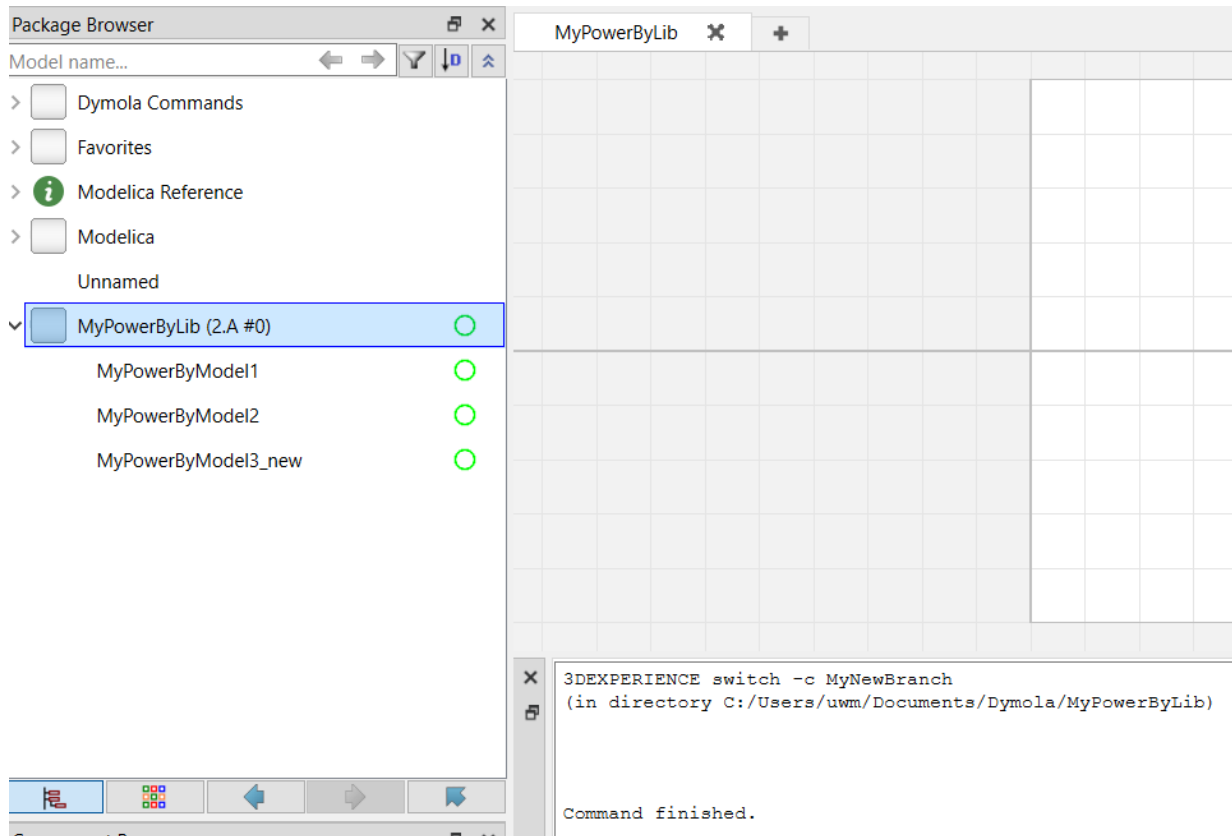 Package Browser
Model name...
D
Dymola Commands
Favorites
i Modelica Reference
Modelica
Unnamed
MyPowerByLib (2.A #0)
MyPowerByModel1
MyPowerByModel2
MyPowerByModel3_new
MyPowerByLib
3DEXPERIENCE switch -c MyNewBranch
(in directory C:/Users/uwm/Documents/Dymola/MyPowerByLib)
Command finished.